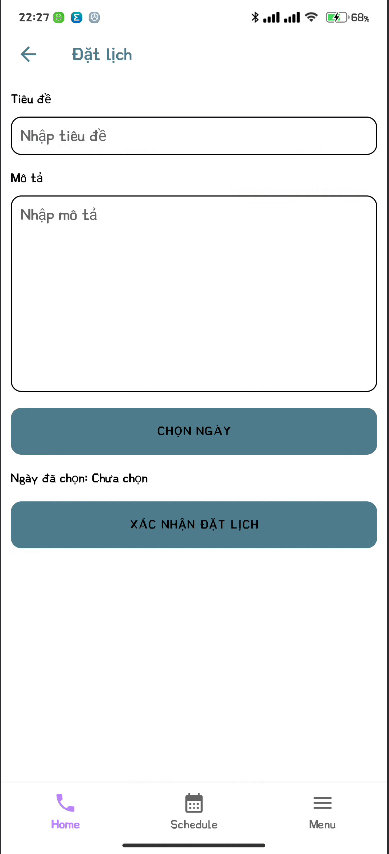 22:27 68%
Đặt lịch
Tiêu đề
Nhập tiêu đề
Mô tả
Nhập mô tả
CHỌN NGÀY
Ngày đã chọn: Chưa chọn
XÁC NHẬN ĐẶT LỊCH
Home Schedule Menu